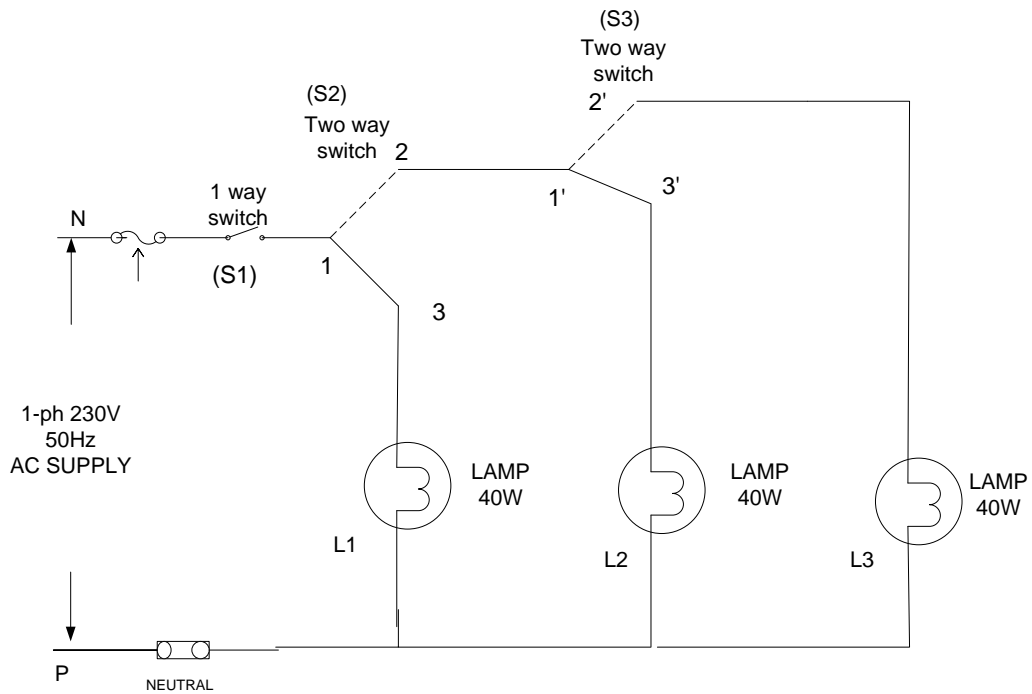 (S3)
Two way
switch
2'
(S2)
Two way
switch
2
1'
3'
1 way
switch
N
(S1)
1
3
1-ph 230V
50Hz
AC SUPPLY
LAMP
40W
LAMP
40W
LAMP
40W
L1
L2
L3
P
NEUTRAL